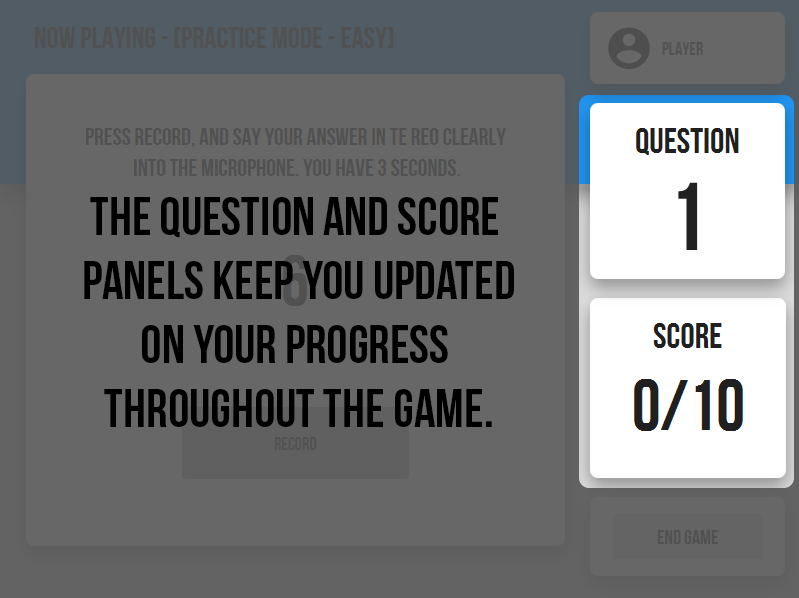 NOW PLAYING - [PRACTICE MODE - EASY]
PLAYER
PRESS RECORD, AND SAY YOUR ANSWER IN TE REO CLEARLY
INTO THE MICROPHONE. YOU HAVE 3 SECONDS.
THE QUESTION AND SCORE
PANELS KEEP YOU UPDATED
ON YOUR PROGRESS
THROUGHOUT THE GAME.
6
RECORD
QUESTION
1
SCORE
0/10
END GAME